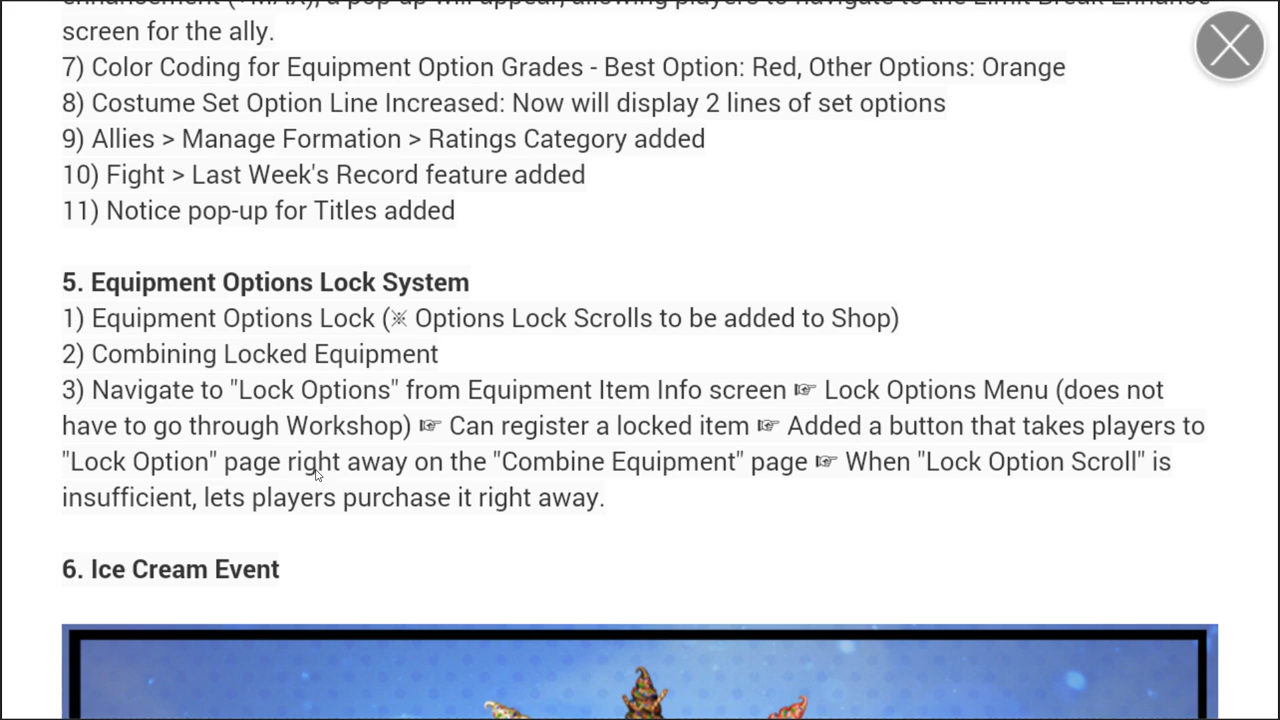 screen for the ally.
7) Color Coding for Equipment Option Grades - Best Option: Red, Other Options: Orange
8) Costume Set Option Line Increased: Now will display 2 lines of set options
9) Allies > Manage Formation > Ratings Category added
10) Fight > Last Week's Record feature added
11) Notice pop-up for Titles added
5. Equipment Options Lock System
1) Equipment Options Lock (※ Options Lock Scrolls to be added to Shop)
2) Combining Locked Equipment
3) Navigate to "Lock Options" from Equipment Item Info screen ☞ Lock Options Menu (does not
have to go through Workshop) ☞ Can register a locked item ☞ Added a button that takes players to
"Lock Option" page right away on the "Combine Equipment" page ☞ When "Lock Option Scroll" is
insufficient, lets players purchase it right away.
6. Ice Cream Event